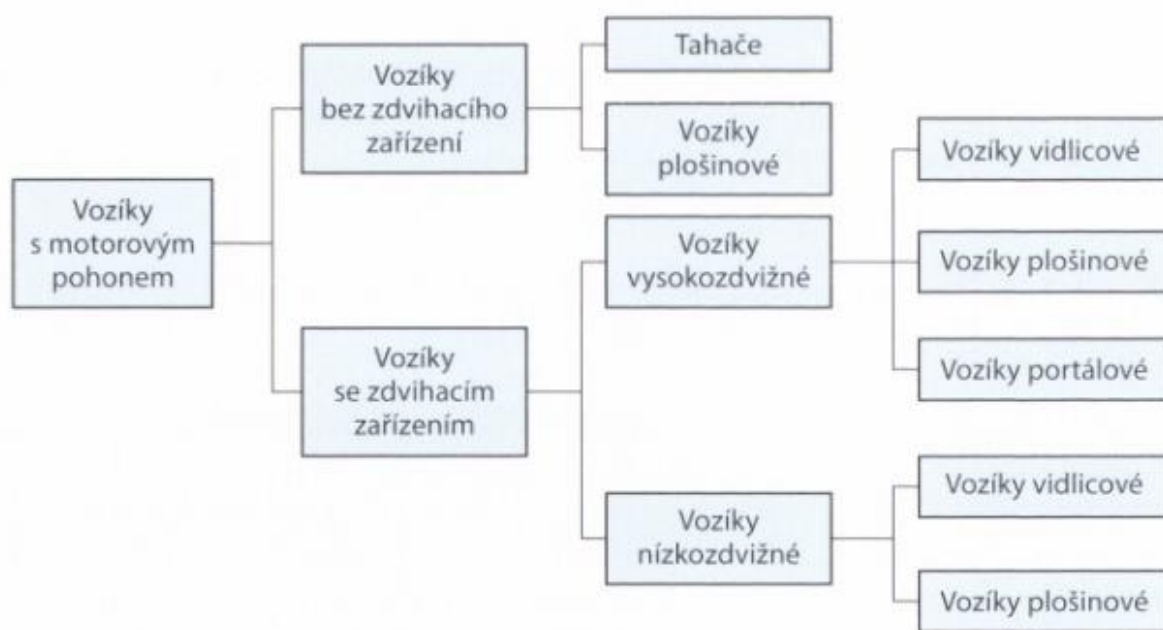 Vozíky
s motorovým
pohonem
Vozíky
bez zdvihacího
zařízení
Tahače
Vozíky
plošinové
Vozíky
se zdvihacím
zařízením
Vozíky
vysokozdvižné
Vozíky vidlicové
Vozíky plošinové
Vozíky portálové
Vozíky
nízkozdvižné
Vozíky vidlicové
Vozíky plošinové